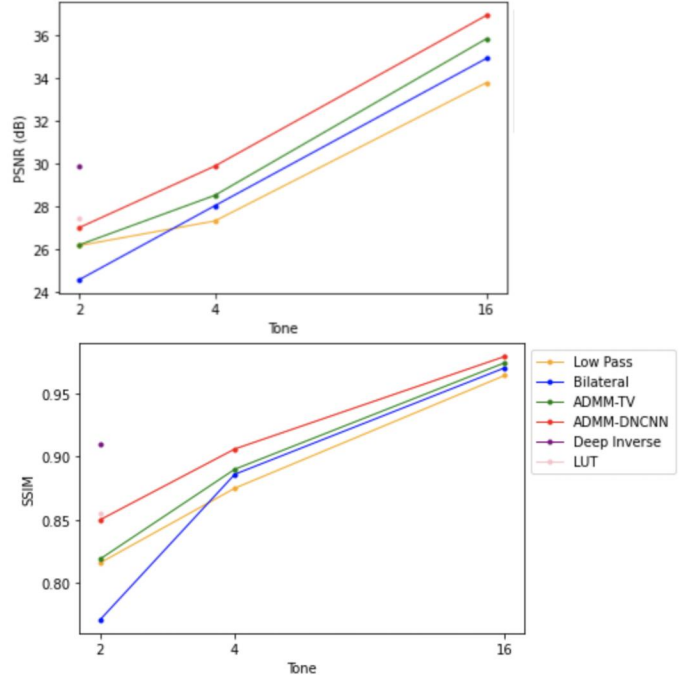 36
34
32
30
28
26
24
PSNR (dB)
2 4 16
Tone
0.95
0.90
0.85
0.80
SSIM
2 4 16
Tone
Low Pass
Bilateral
ADMM-TV
ADMM-DNCNN
Deep Inverse
LUT